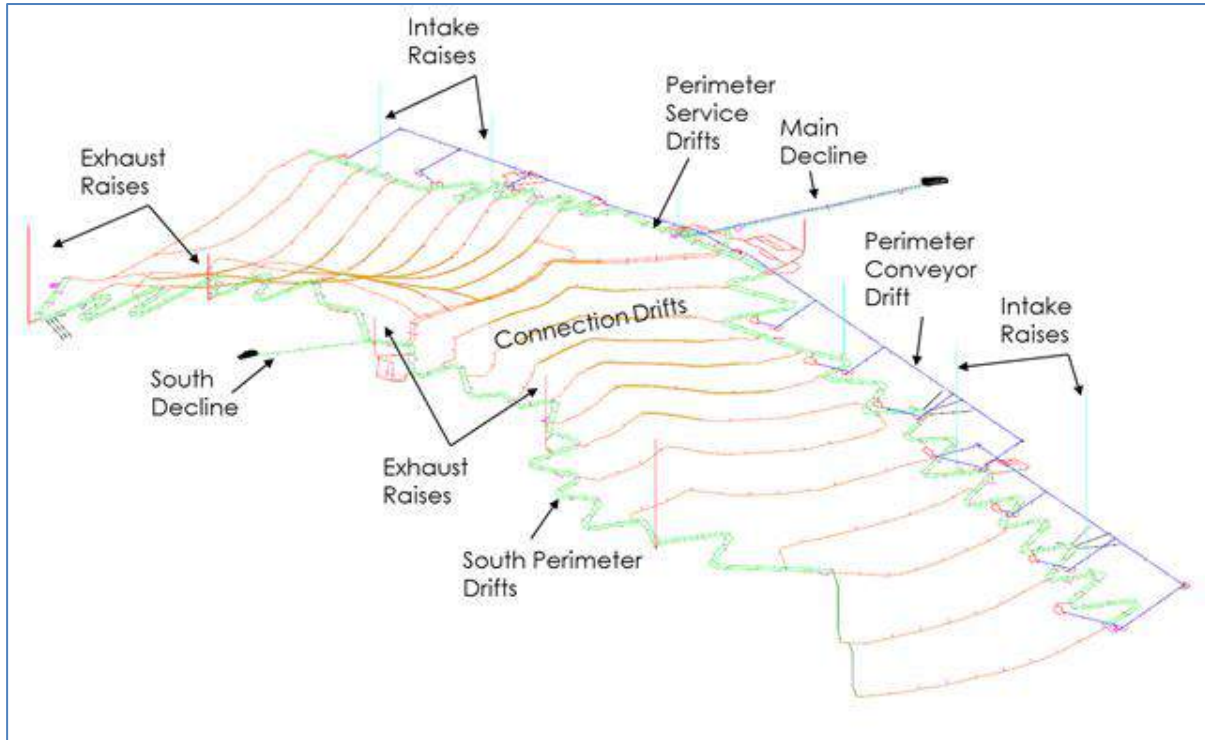 Intake
Raises
Perimeter
Service
Drifts
Main
Decline
Exhaust
Raises
Perimeter
Conveyor
Drift
Intake
Raises
Connection Drifts
South
Decline
Exhaust
Raises
South Perimeter
Drifts